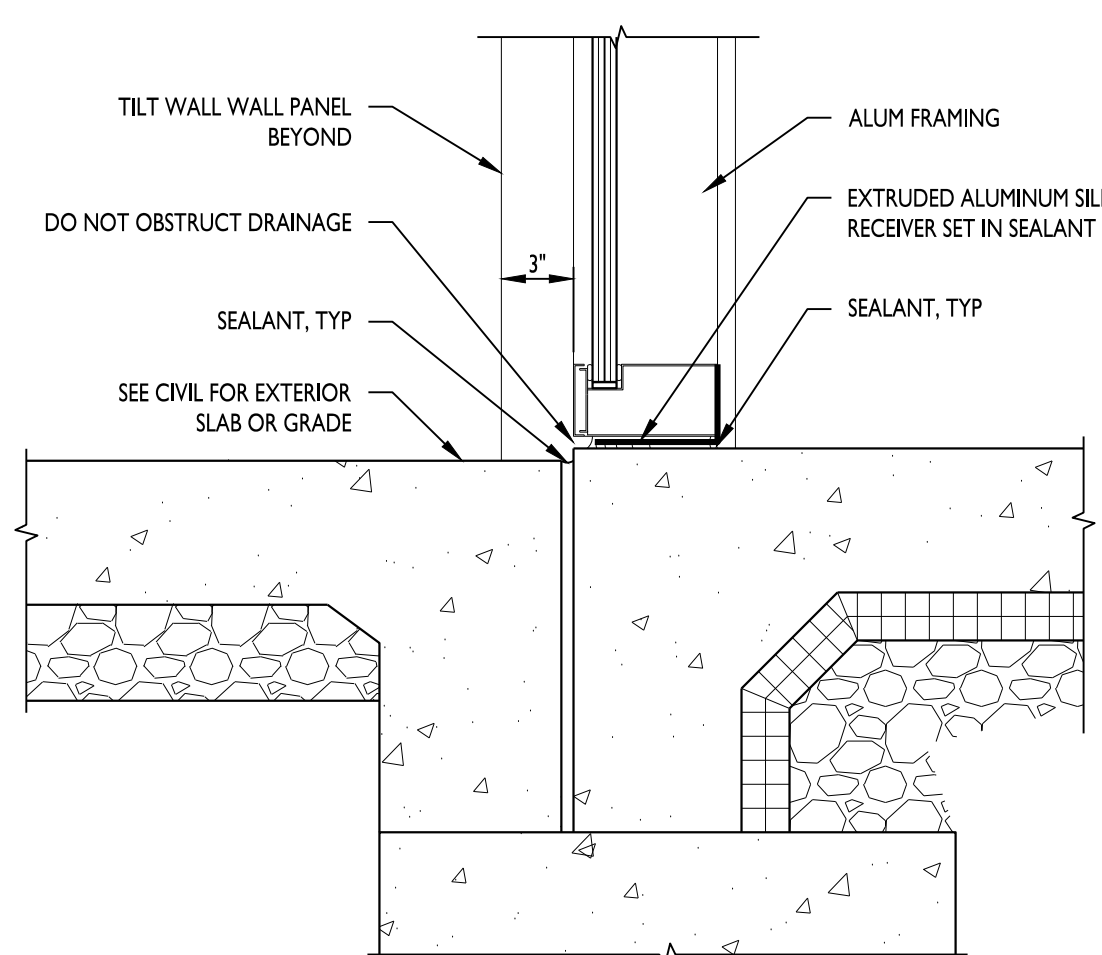 TILT WALL WALL PANEL
BEYOND
DO NOT OBSTRUCT DRAINAGE
3"
SEALANT, TYP
SEE CIVIL FOR EXTERIOR
SLAB OR GRADE
ALUM FRAMING
EXTRUDED ALUMINUM SILL
RECEIVER SET IN SEALANT
SEALANT, TYP